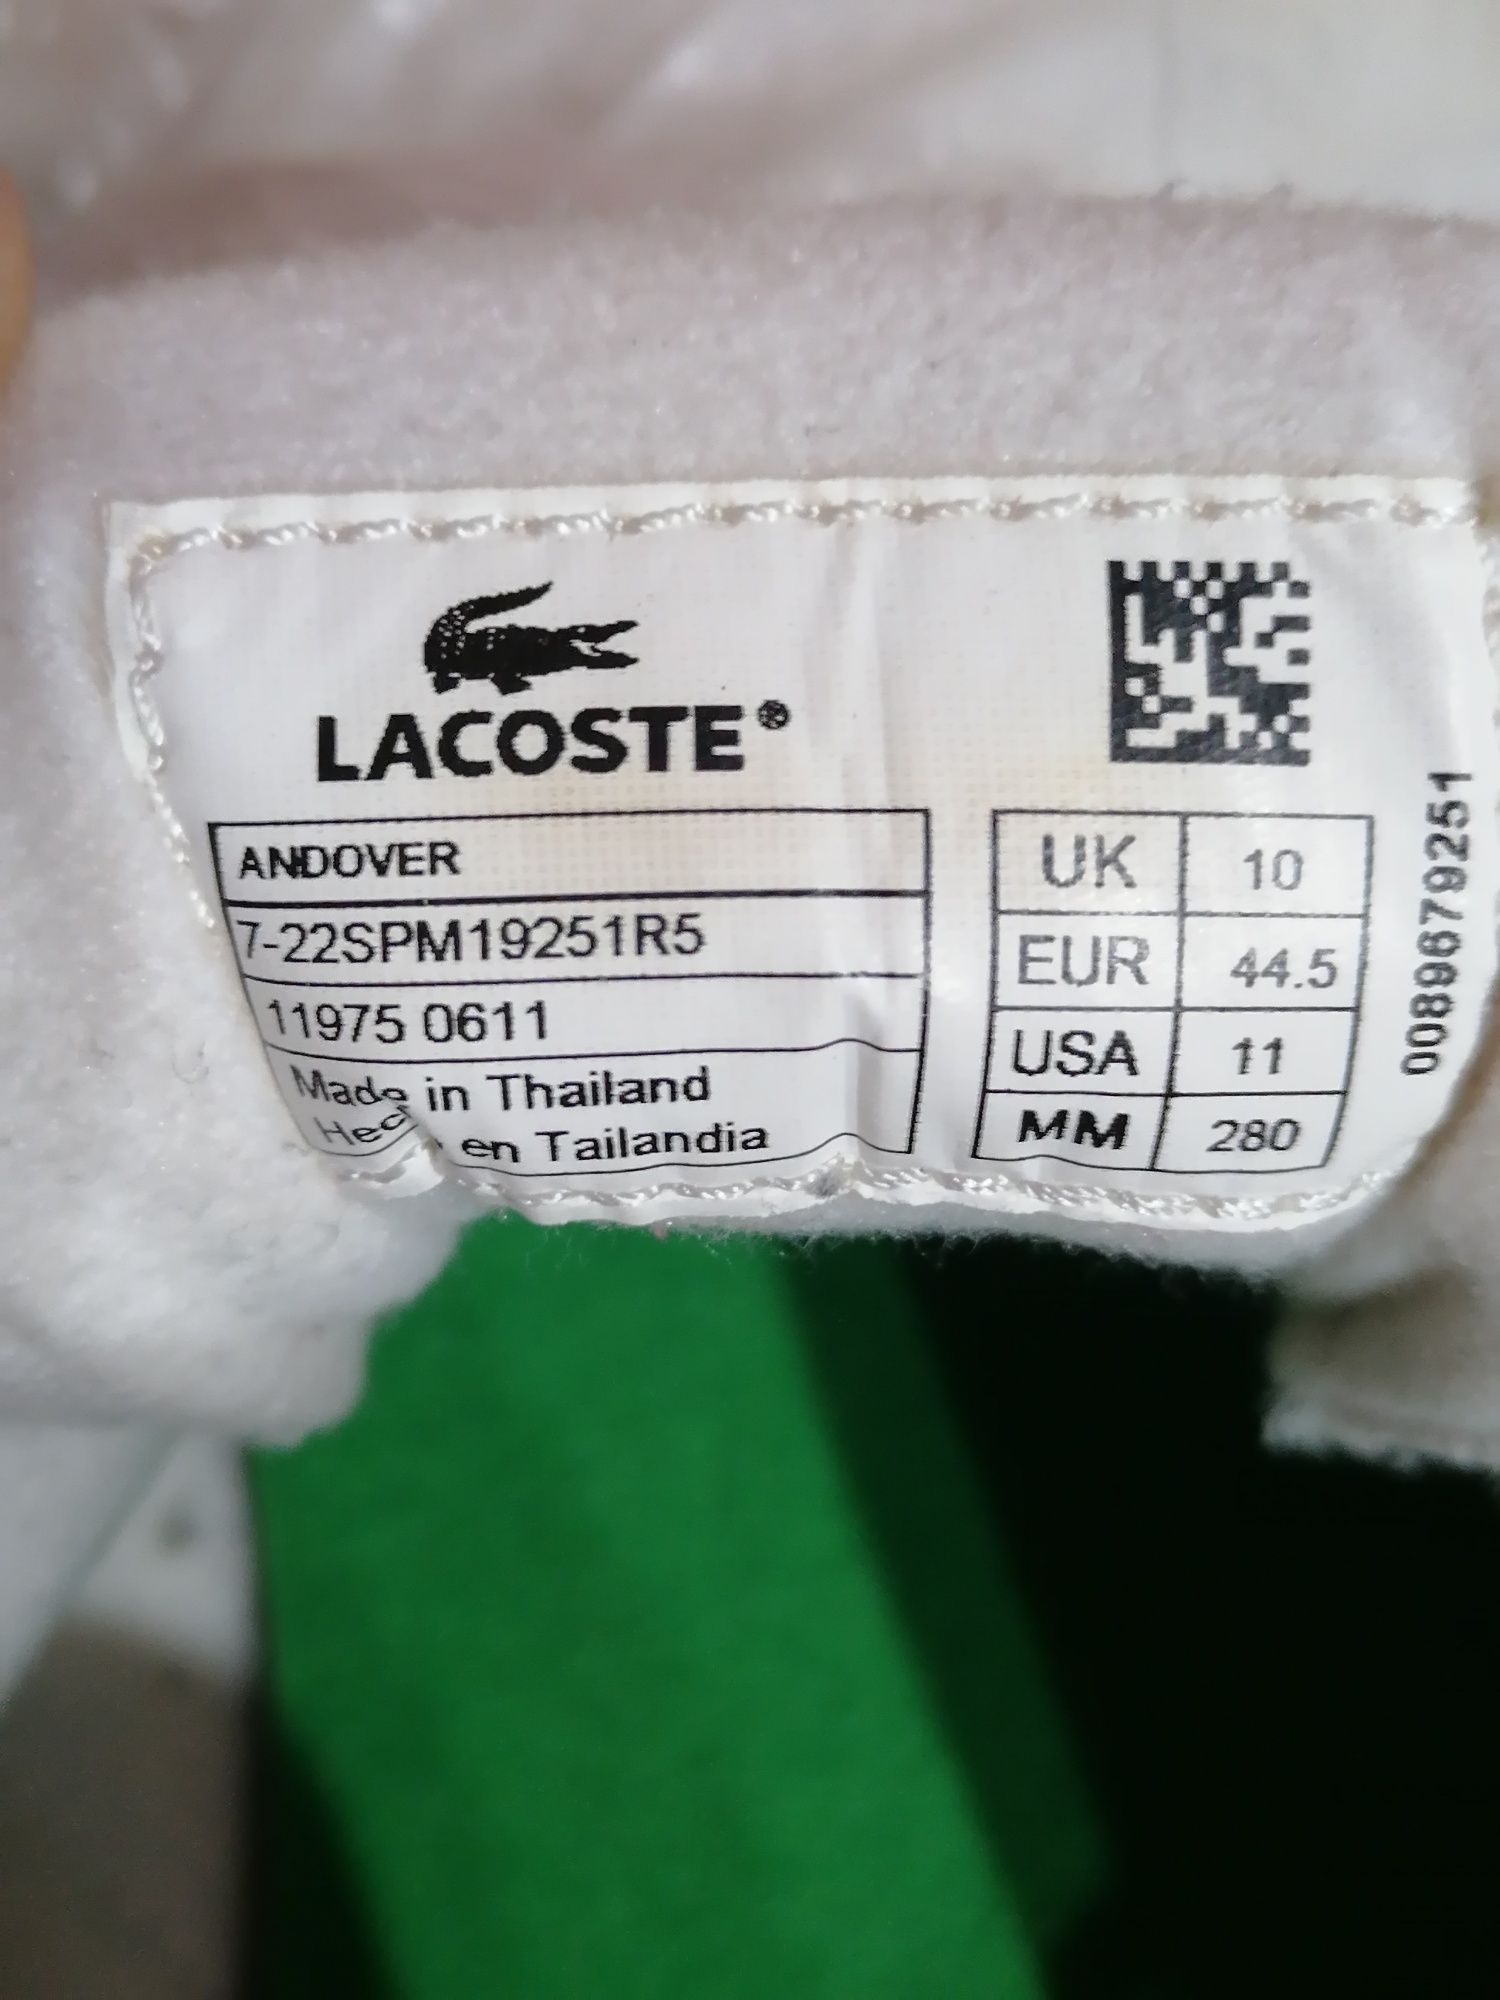 LACOSTE®
ANDOVER
7-22SPM19251R5
11975 0611
Made in Thailand
en Tailandia
UK 10
EUR 44.5
USA 11
MM 280
0089679251